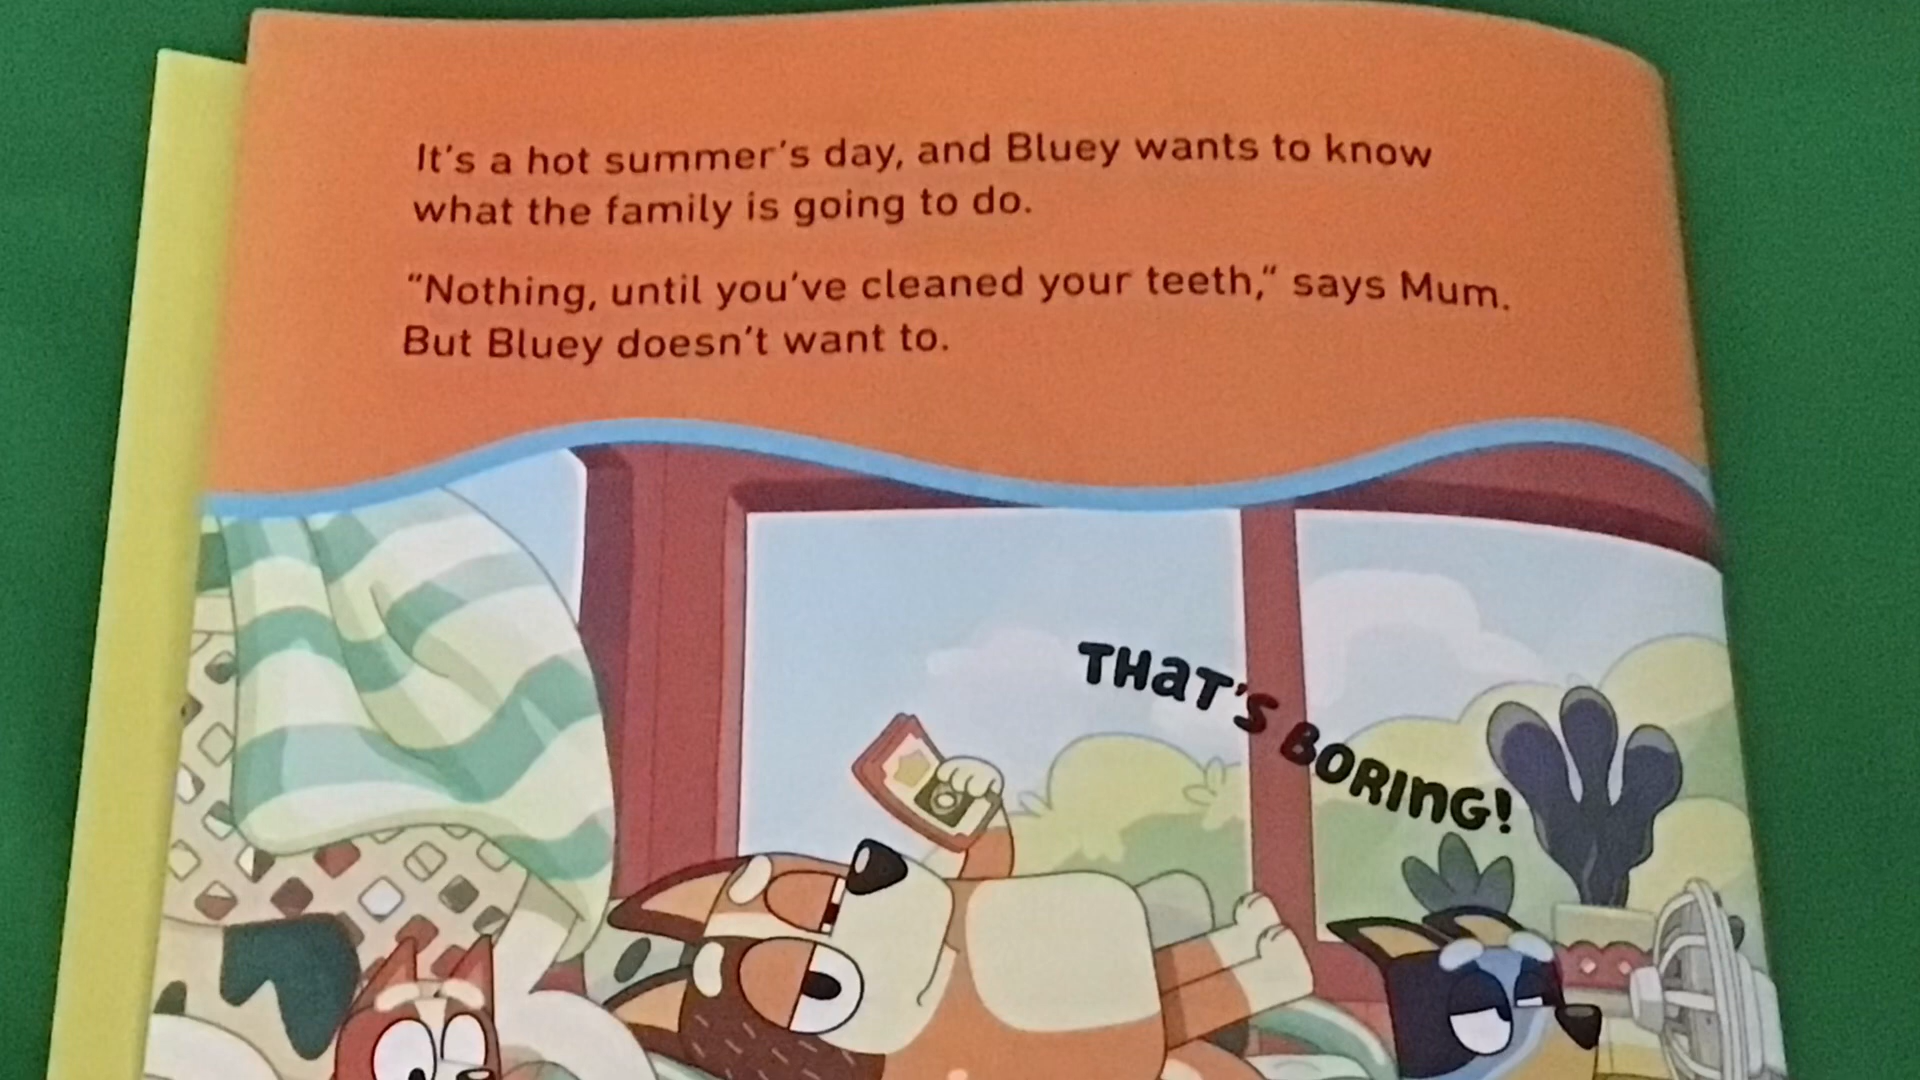 It's a hot summer's day, and Bluey wants to know
what the family is going to do.
"Nothing, until you've cleaned your teeth," says Mum.
But Bluey doesn't want to.
THAT'S BORING!